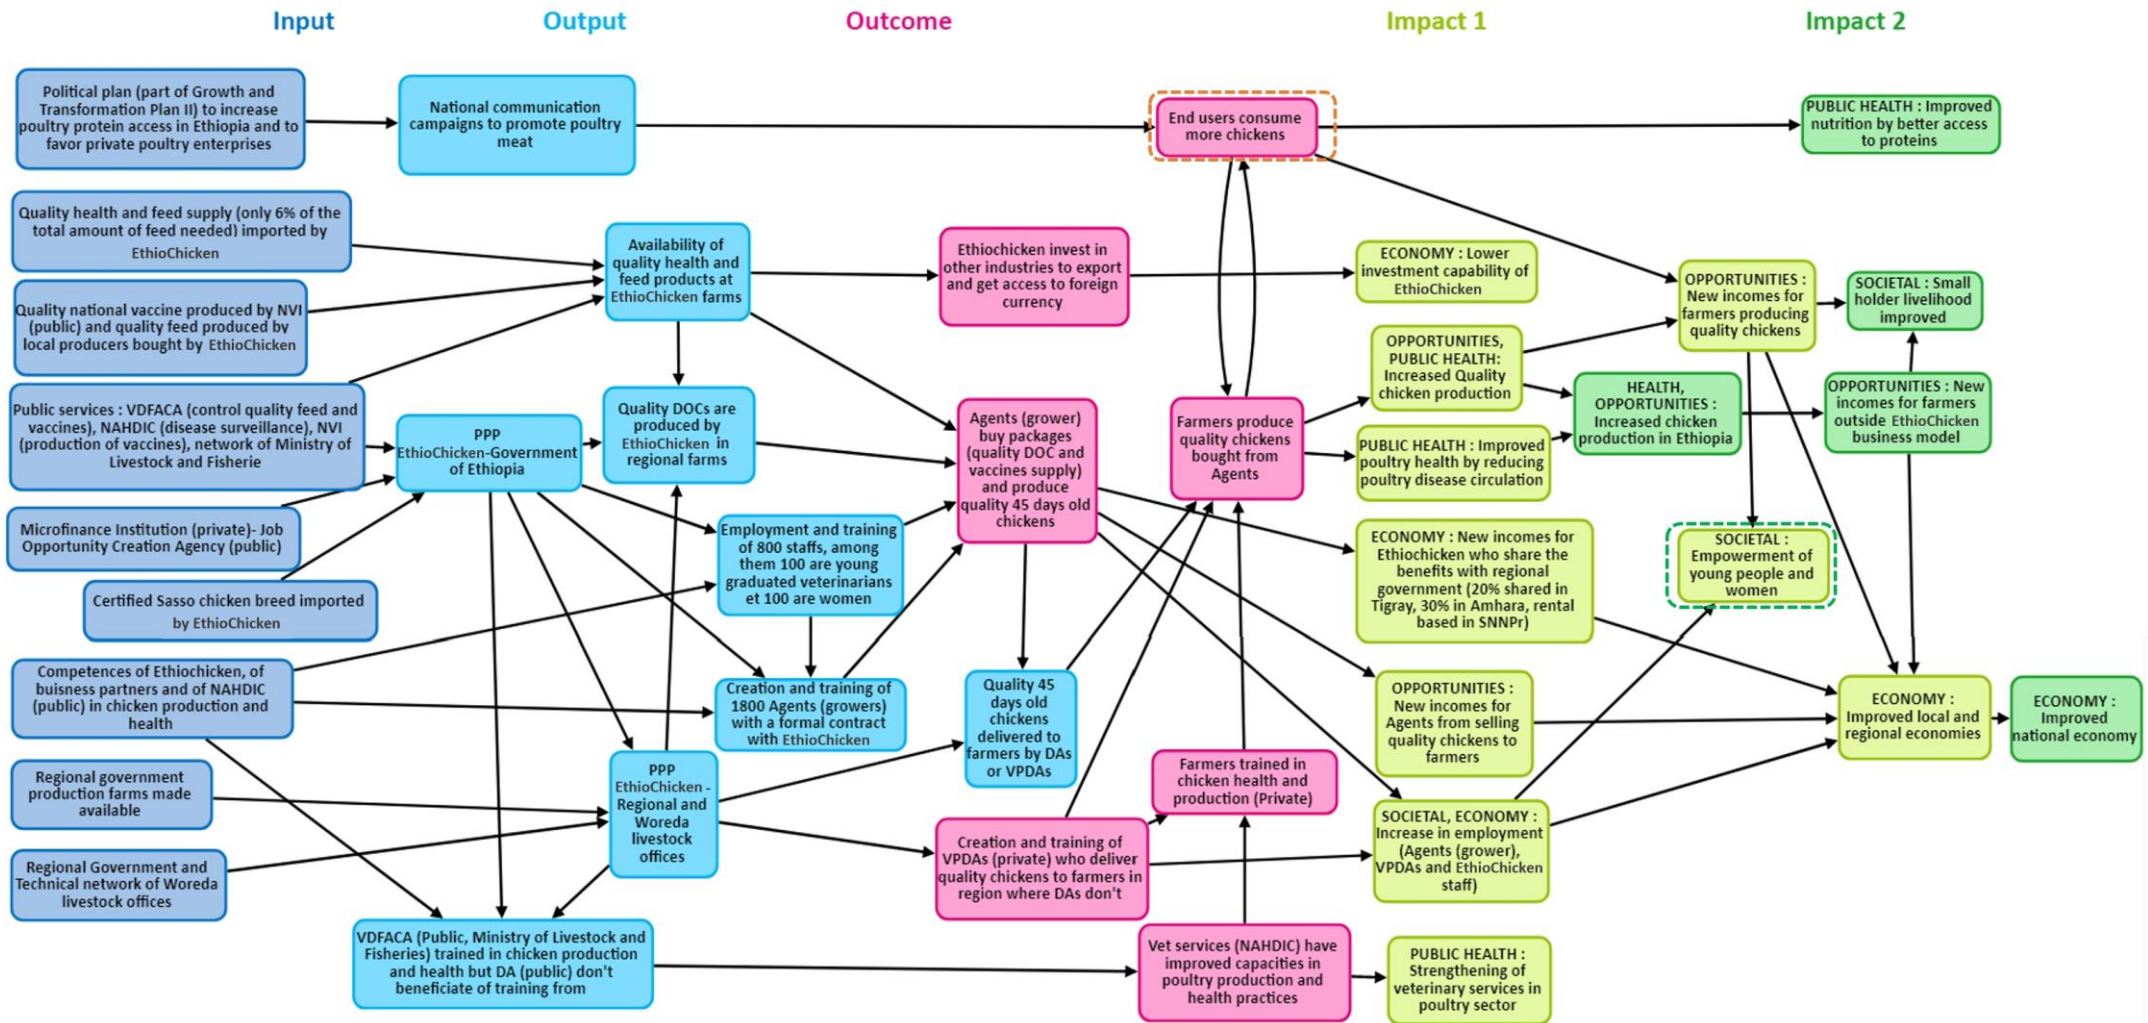 Input
Output
Outcome
Impact 1
Impact 2
Political plan (part of Growth and
Transformation Plan II) to increase
poultry protein access in Ethiopia and to
favor private poultry enterprises
National communication
campaigns to promote poultry
meat
End users consume
more chickens
PUBLIC HEALTH : Improved
nutrition by better access
to proteins
Quality health and feed supply (only 6% of the
total amount of feed needed) imported by
EthioChicken
Availability of
quality health and
feed products at
EthioChicken farms
Ethiochicken invest in
other industries to export
and get access to foreign
currency
ECONOMY : Lower
investment capability of
EthioChicken
OPPORTUNITIES :
New incomes for
farmers producing
quality chickens
SOCIETAL : Small
holder livelihood
improved
Quality national vaccine produced by NVI
(public) and quality feed produced by
local producers bought by EthioChicken
OPPORTUNITIES,
PUBLIC HEALTH:
Increased Quality
chicken production
HEALTH,
OPPORTUNITIES :
Increased chicken
production in Ethiopia
OPPORTUNITIES : New
incomes for farmers
outside EthioChicken
business model
Public services : VDFACA (control quality feed and
vaccines), NAHDIC (disease surveillance), NVI
(production of vaccines), network of Ministry of
Livestock and Fisherie
PPP
EthioChicken-Government
of Ethiopia
Quality DOCs are
produced by
EthioChicken in
regional farms
Agents (grower)
buy packages
(quality DOC and
vaccines supply)
and produce
quality 45 days old
chickens
Farmers produce
quality chickens
bought from
Agents
PUBLIC HEALTH : Improved
poultry health by reducing
poultry disease circulation
Microfinance Institution (private)- Job
Opportunity Creation Agency (public)
Employment and training
of 800 staffs, among
them 100 are young
graduated veterinarians
et 100 are women
ECONOMY : New incomes for
Ethiochicken who share the
benefits with regional
government (20% shared in
Tigray, 30% in Amhara, rental
based in SNNPr)
SOCIETAL :
Empowerment of
young people and
women
Certified Sasso chicken breed imported
by EthioChicken
Competences of Ethiochicken, of
buisness partners and of NAHDIC
(public) in chicken production and
health
Creation and training of
1800 Agents (growers)
with a formal contract
with EthioChicken
Quality 45
days old
chickens
delivered to
farmers by DAs
or VPDAs
OPPORTUNITIES :
New incomes for
Agents from selling
quality chickens to
farmers
ECONOMY :
Improved local and
regional economies
ECONOMY :
Improved
national economy
Regional government
production farms made
available
PPP
EthioChicken -
Regional and
Woreda
livestock
offices
Farmers trained in
chicken health and
production (Private)
Regional Government and
Technical network of Woreda
livestock offices
Creation and training of
VPDAs (private) who deliver
quality chickens to farmers in
region where DAs don't
SOCIETAL, ECONOMY :
Increase in employment
(Agents (grower),
VPDAs and EthioChicken
staff)
VDFACA (Public, Ministry of Livestock and
Fisheries) trained in chicken production
and health but DA (public) don't
beneficiate of training from
Vet services (NAHDIC) have
improved capacities in
poultry production and
health practices
PUBLIC HEALTH :
Strengthening of
veterinary services in
poultry sector